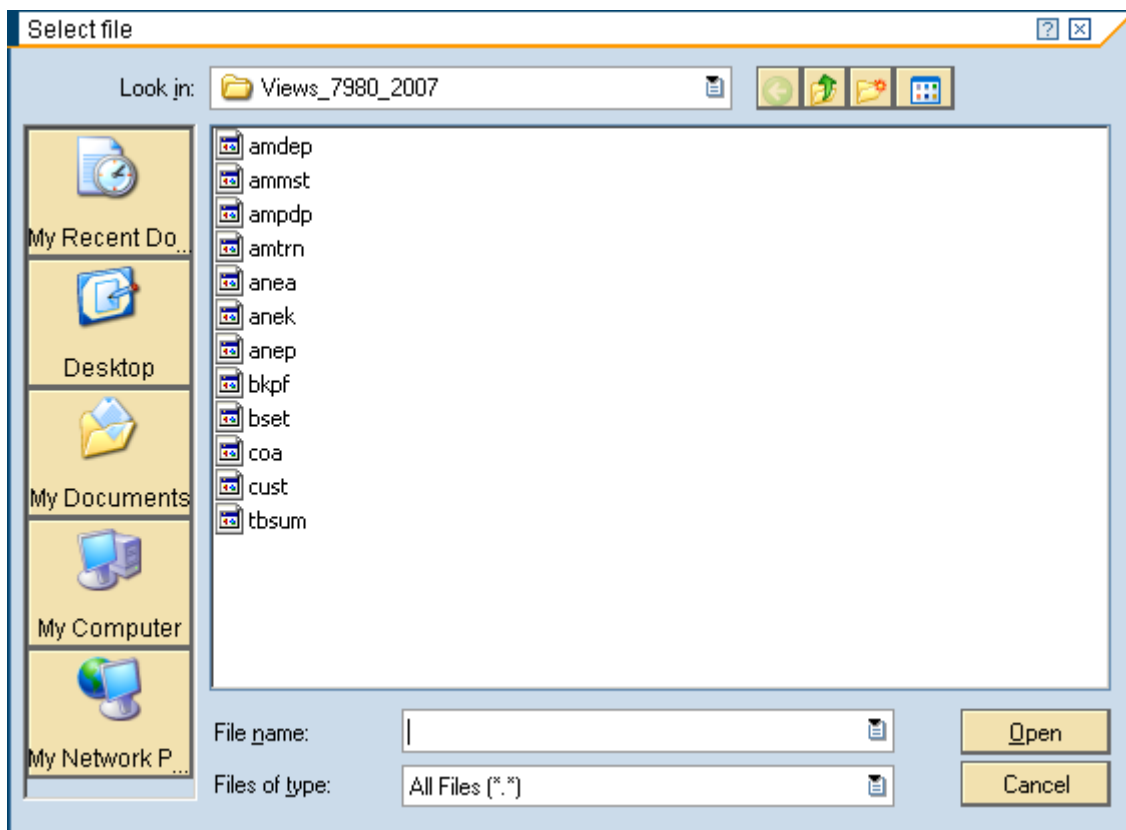 Select file
Look in: Views_7980_2007
My Recent Do...
Desktop
My Documents
My Computer
My Network P...
amdep
ammst
ampdp
amtrn
anea
anek
anep
bkpf
bset
coa
cust
tbsum
File name:
Open
Files of type: All Files (*.*)
Cancel